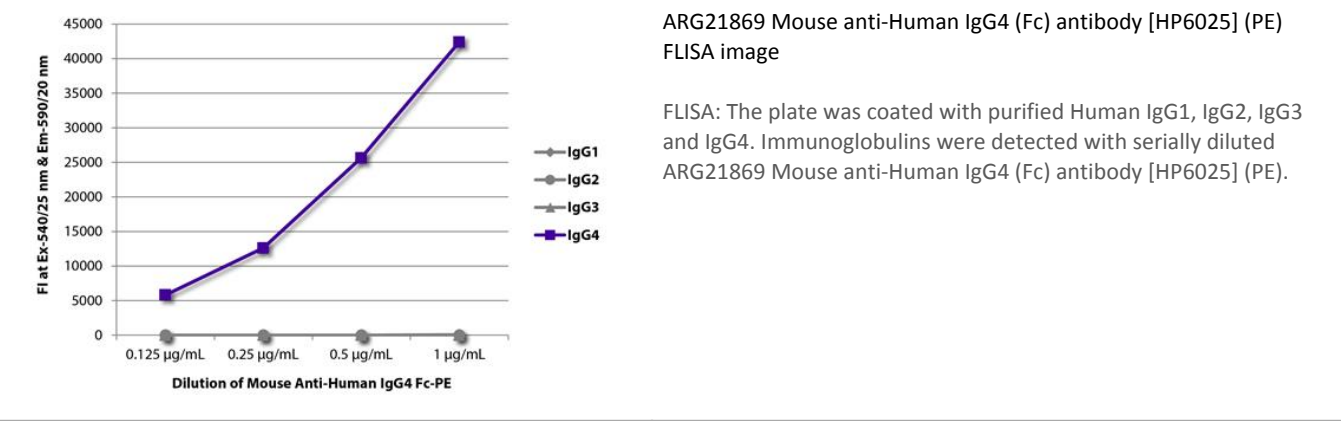 45000
40000
35000
30000
25000
20000
15000
10000
5000
0
FI at Ex-540/25 nm & Em-590/20 nm
0.125 µg/mL 0.25 µg/mL 0.5 µg/mL 1 µg/mL
Dilution of Mouse Anti-Human IgG4 Fc-PE
IgG1
IgG2
IgG3
IgG4
ARG21869 Mouse anti-Human IgG4 (Fc) antibody [HP6025] (PE)
FLISA image
FLISA: The plate was coated with purified Human IgG1, IgG2, IgG3
and IgG4. Immunoglobulins were detected with serially diluted
ARG21869 Mouse anti-Human IgG4 (Fc) antibody [HP6025] (PE).